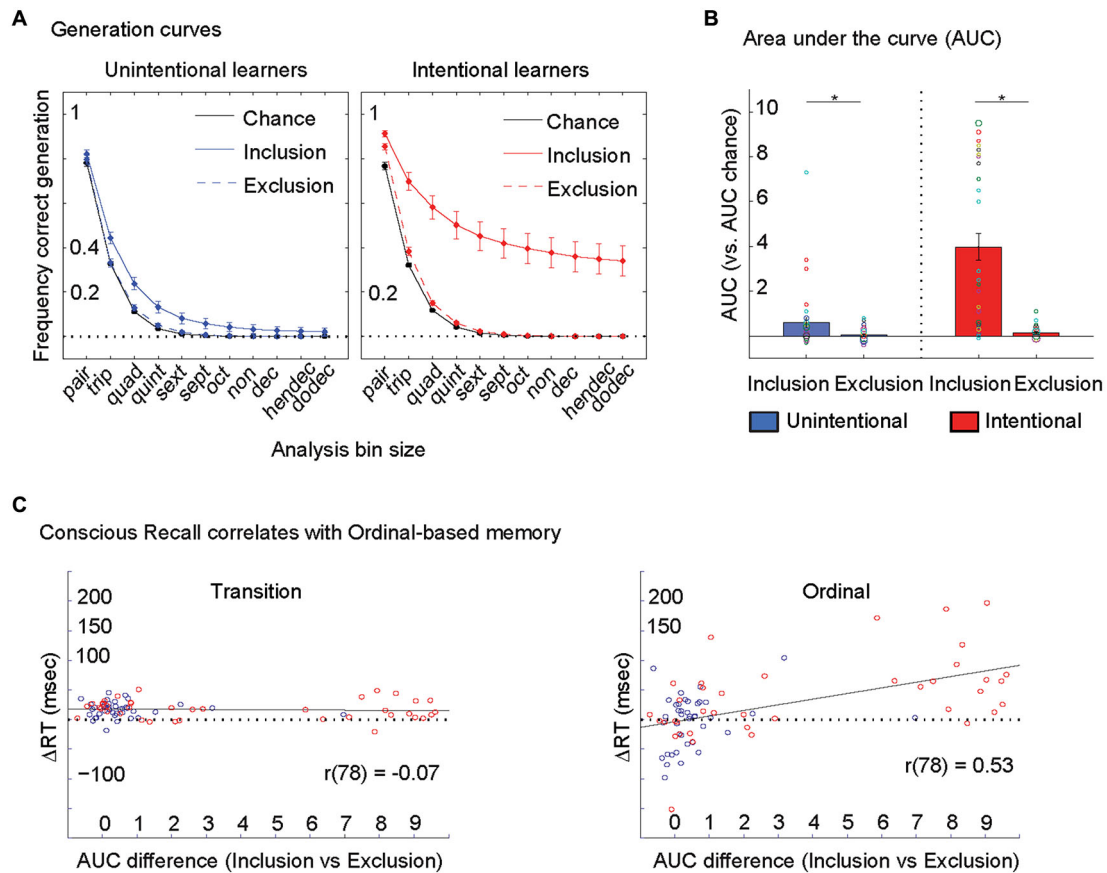 A
Generation curves
Unintentional learners
Intentional learners
Frequency correct generation
1
0.4
0.2
Chance
Inclusion
Exclusion
1
0.2
Chance
Inclusion
Exclusion
pair trip quad quint sext sept oct non dec hendec dodec
pair trip quad quint sext sept oct non dec hendec dodec
Analysis bin size
B
Area under the curve (AUC)
AUC (vs. AUC chance)
10
8
6
4
2
*
*
Inclusion Exclusion Inclusion Exclusion
Unintentional
Intentional
C
Conscious Recall correlates with Ordinal-based memory
Transition
ΔRT (msec)
200
150
100
−100
r(78) = -0.07
0 1 2 3 4 5 6 7 8 9
AUC difference (Inclusion vs Exclusion)
Ordinal
ΔRT (msec)
200
150
100
−100
r(78) = 0.53
0 1 2 3 4 5 6 7 8 9
AUC difference (Inclusion vs Exclusion)